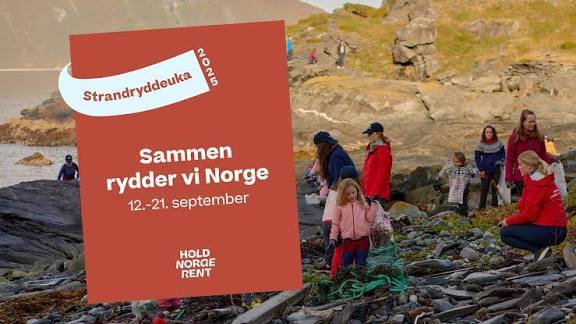 Strandryddeuka
2025
Sammen
rydder vi Norge
12.-21. september
HOLD
NORGE
RENT